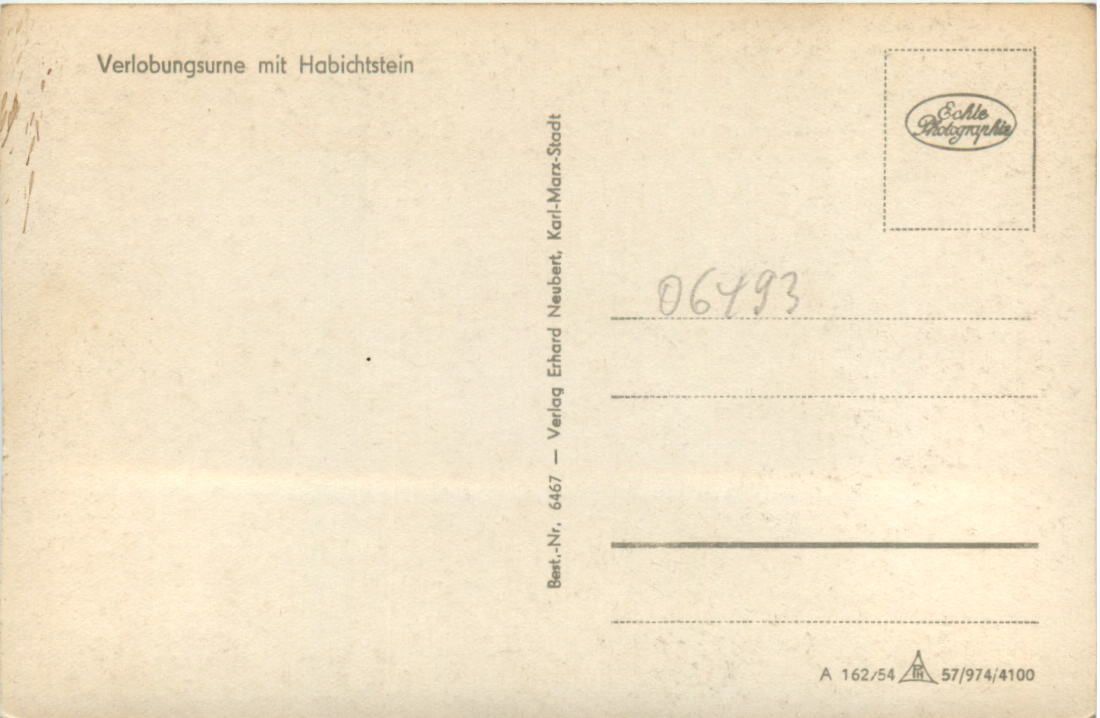 Verlobungsurne mit Habichtstein
Echte
Photographie
Best.-Nr. 6467 — Verlag Erhard Neubert, Karl-Marx-Stadt
06493
A 162/54 PH 57/974/4100